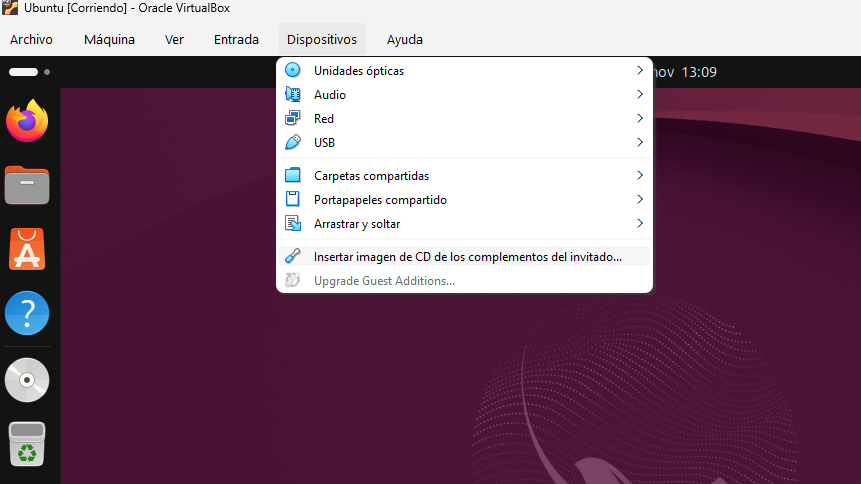 Ubuntu [Corriendo] - Oracle VirtualBox
Archivo Máquina Ver Entrada Dispositivos Ayuda
nov 13:09
Unidades ópticas
Audio
Red
USB
Carpetas compartidas
Portapapeles compartido
Arrastrar y soltar
Insertar imagen de CD de los complementos del invitado...
Upgrade Guest Additions...